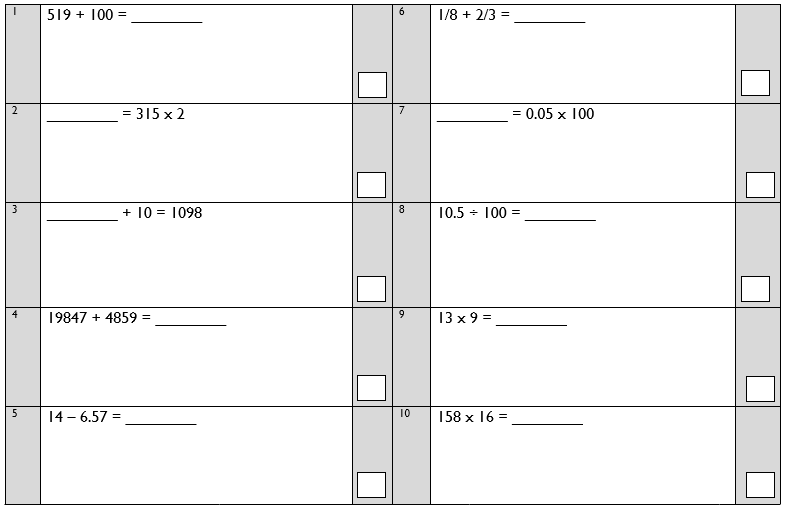 1 519 + 100 = _________
2 _________ = 315 x 2
3 _________ + 10 = 1098
4 19847 + 4859 = _________
5 14 – 6.57 = _________
6 1/8 + 2/3 = _________
7 _________ = 0.05 x 100
8 10.5 ÷ 100 = _________
9 13 x 9 = _________
10 158 x 16 = _________